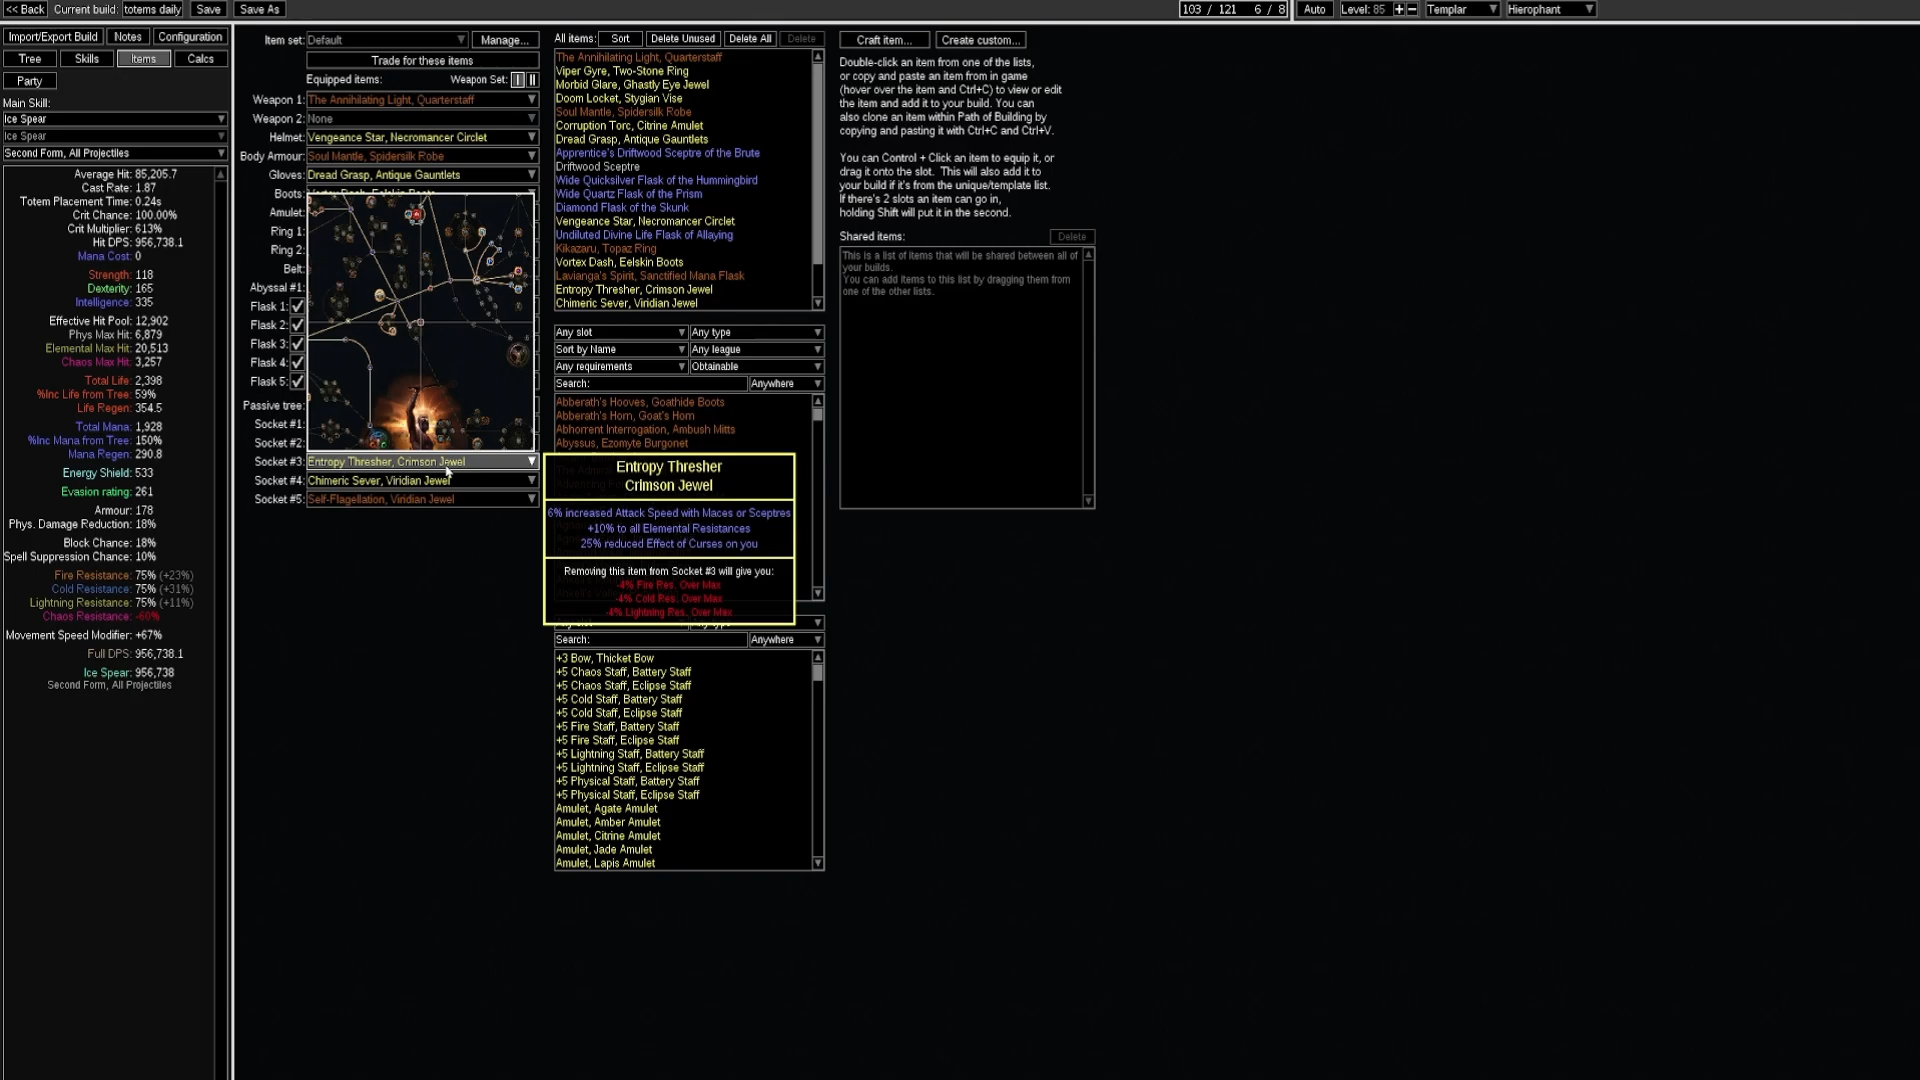 << Back Current build: totems daily Save Save As 103 / 121 6 / 8 Auto Level: 85 + − Templar Hierophant
Import/Export Build Notes Configuration
Tree Skills Items Calcs
Party
Main Skill:
Ice Spear
Ice Spear
Second Form, All Projectiles
Average Hit: 85,205.7
Cast Rate: 1.87
Totem Placement Time: 0.24s
Crit Chance: 100.00%
Crit Multiplier: 613%
Hit DPS: 956,738.1
Mana Cost: 0
Strength: 118
Dexterity: 165
Intelligence: 335
Effective Hit Pool: 12,902
Phys Max Hit: 6,879
Elemental Max Hit: 20,513
Chaos Max Hit: 3,257
Total Life: 2,398
%Inc Life from Tree: 59%
Life Regen: 354.5
Total Mana: 1,928
%Inc Mana from Tree: 150%
Mana Regen: 290.8
Energy Shield: 533
Evasion rating: 261
Armour: 178
Phys. Damage Reduction: 18%
Block Chance: 18%
Spell Suppression Chance: 10%
Fire Resistance: 75% (+23%)
Cold Resistance: 75% (+31%)
Lightning Resistance: 75% (+11%)
Chaos Resistance: -60%
Movement Speed Modifier: +67%
Full DPS: 956,738.1
Ice Spear: 956,738
Second Form, All Projectiles
Item set: Default Manage...
Trade for these items
Equipped items: Weapon Set: I II
Weapon 1: The Annihilating Light, Quarterstaff
Weapon 2: None
Helmet: Vengeance Star, Necromancer Circlet
Body Armour: Soul Mantle, Spidersilk Robe
Gloves: Dread Grasp, Antique Gauntlets
Boots: Vortex Dash, Eelskin Boots
Amulet:
Ring 1:
Ring 2:
Belt:
Abyssal #1:
Flask 1:
Flask 2:
Flask 3:
Flask 4:
Flask 5:
Passive tree:
Socket #1:
Socket #2:
Socket #3: Entropy Thresher, Crimson Jewel
Socket #4: Chimeric Sever, Viridian Jewel
Socket #5: Self-Flagellation, Viridian Jewel
All items: Sort Delete Unused Delete All Delete
The Annihilating Light, Quarterstaff
Viper Gyre, Two-Stone Ring
Morbid Glare, Ghastly Eye Jewel
Doom Locket, Stygian Vise
Soul Mantle, Spidersilk Robe
Corruption Torc, Citrine Amulet
Dread Grasp, Antique Gauntlets
Apprentice's Driftwood Sceptre of the Brute
Driftwood Sceptre
Wide Quicksilver Flask of the Hummingbird
Wide Quartz Flask of the Prism
Diamond Flask of the Skunk
Vengeance Star, Necromancer Circlet
Undiluted Divine Life Flask of Allaying
Kikazaru, Topaz Ring
Vortex Dash, Eelskin Boots
Lavianga's Spirit, Sanctified Mana Flask
Entropy Thresher, Crimson Jewel
Chimeric Sever, Viridian Jewel
Any slot Any type
Sort by Name Any league
Any requirements Obtainable
Search: Anywhere
Abberath's Hooves, Goathide Boots
Abberath's Horn, Goat's Horn
Abhorrent Interrogation, Ambush Mitts
Abyssus, Ezomyte Burgonet
Entropy Thresher
Crimson Jewel
6% increased Attack Speed with Maces or Sceptres
+10% to all Elemental Resistances
25% reduced Effect of Curses on you
Removing this item from Socket #3 will give you:
-4% Fire Res. Over Max
-4% Cold Res. Over Max
-4% Lightning Res. Over Max
Search: Anywhere
+3 Bow, Thicket Bow
+5 Chaos Staff, Battery Staff
+5 Chaos Staff, Eclipse Staff
+5 Cold Staff, Battery Staff
+5 Cold Staff, Eclipse Staff
+5 Fire Staff, Battery Staff
+5 Fire Staff, Eclipse Staff
+5 Lightning Staff, Battery Staff
+5 Lightning Staff, Eclipse Staff
+5 Physical Staff, Battery Staff
+5 Physical Staff, Eclipse Staff
Amulet, Agate Amulet
Amulet, Amber Amulet
Amulet, Citrine Amulet
Amulet, Jade Amulet
Amulet, Lapis Amulet
Craft item... Create custom...
Double-click an item from one of the lists,
or copy and paste an item from in game
(hover over the item and Ctrl+C) to view or edit
the item and add it to your build. You can
also clone an item within Path of Building by
copying and pasting it with Ctrl+C and Ctrl+V.
You can Control + Click an item to equip it, or
drag it onto the slot. This will also add it to
your build if it's from the unique/template list.
If there's 2 slots an item can go in,
holding Shift will put it in the second.
Shared items: Delete
This is a list of items that will be shared between all of
your builds.
You can add items to this list by dragging them from
one of the other lists.